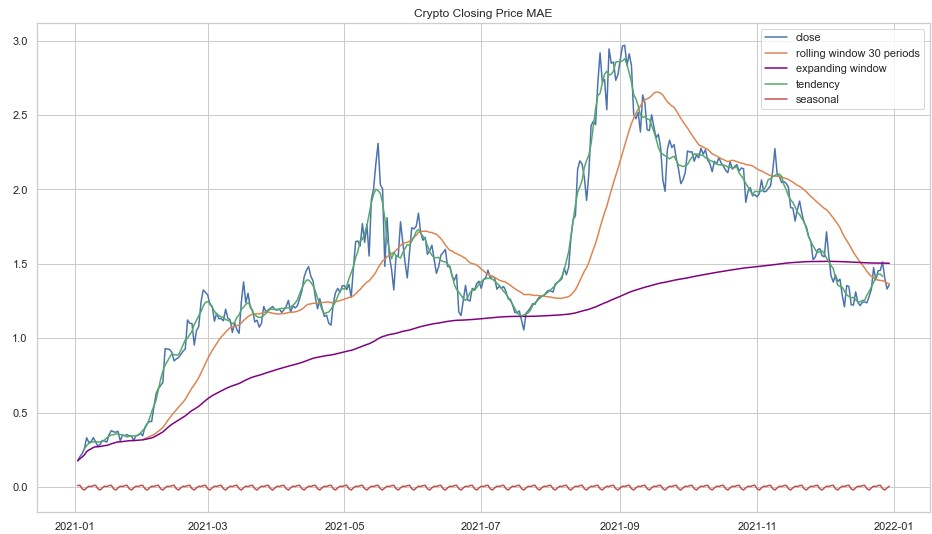 Crypto Closing Price MAE
close
rolling window 30 periods
expanding window
tendency
seasonal
3.0
2.5
2.0
1.5
1.0
0.5
0.0
2021-01 2021-03 2021-05 2021-07 2021-09 2021-11 2022-01